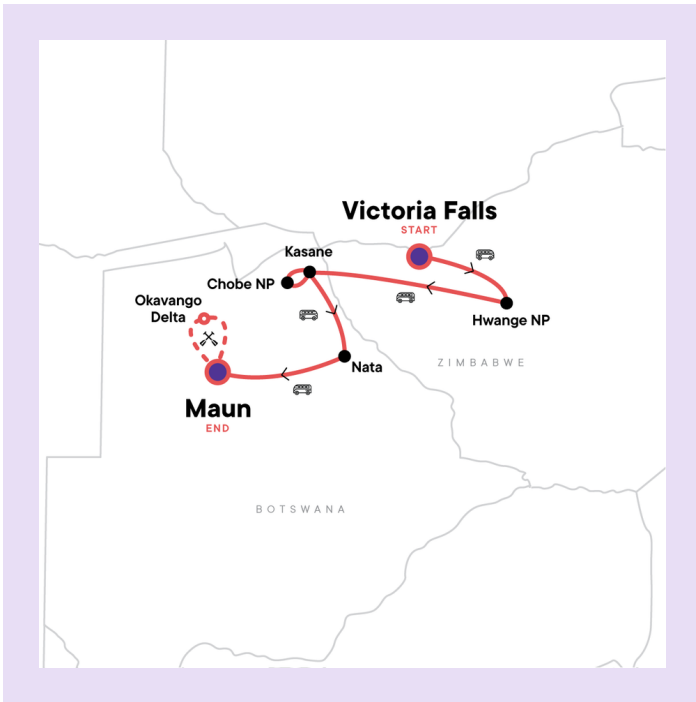 Victoria Falls
START
Kasane
Chobe NP
Okavango
Delta
Hwange NP
ZIMBABWE
Nata
Maun
END
BOTSWANA